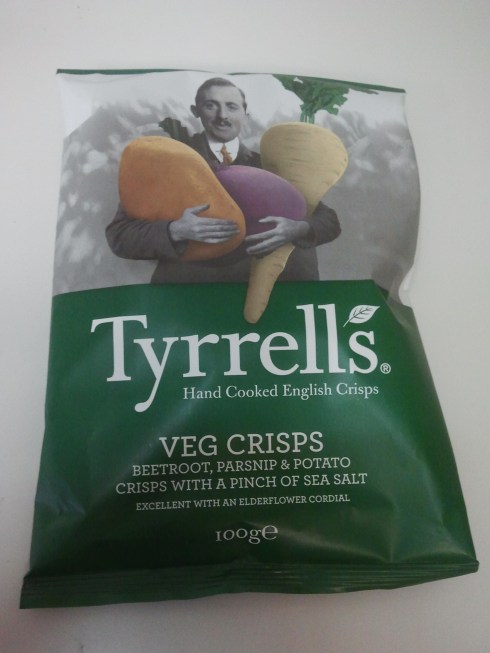 Tyrrell's®
Hand Cooked English Crisps
VEG CRISPS
BEETROOT, PARSNIP & POTATO
CRISPS WITH A PINCH OF SEA SALT
EXCELLENT WITH AN ELDERFLOWER CORDIAL
100g℮